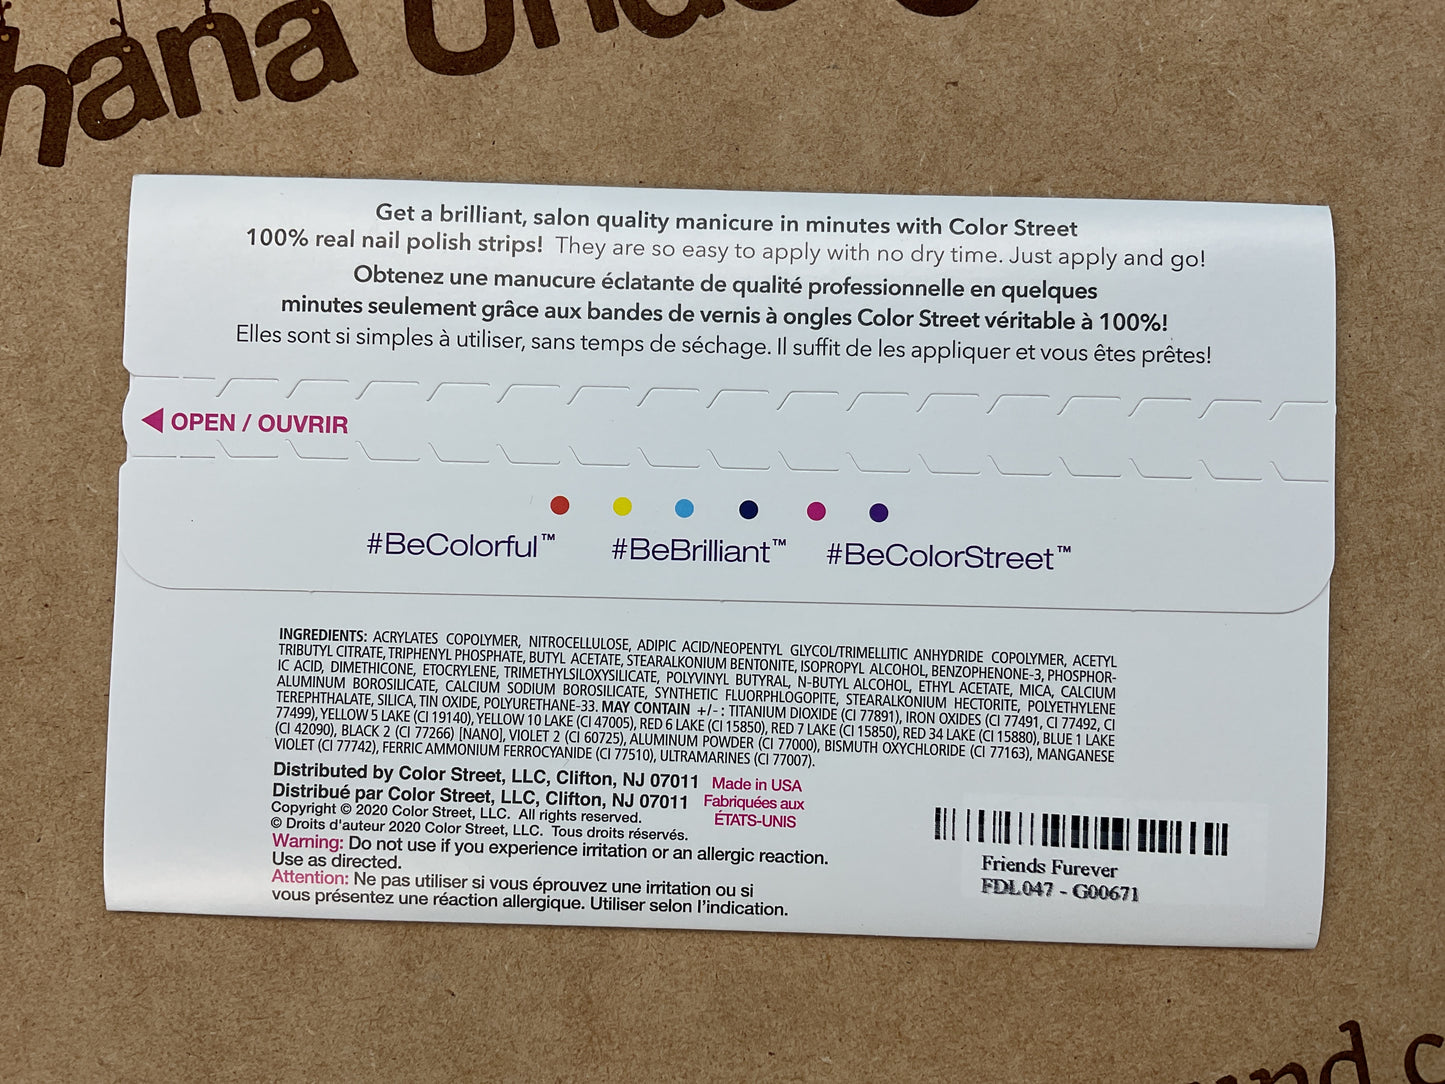 hana Unde
Get a brilliant, salon quality manicure in minutes with Color Street
100% real nail polish strips! They are so easy to apply with no dry time. Just apply and go!
Obtenez une manucure éclatante de qualité professionnelle en quelques
minutes seulement grâce aux bandes de vernis à ongles Color Street véritable à 100%!
Elles sont si simples à utiliser, sans temps de séchage. Il suffit de les appliquer et vous êtes prêtes!
OPEN / OUVRIR
#BeColorful™ #BeBrilliant™ #BeColorStreet™
INGREDIENTS: ACRYLATES COPOLYMER, NITROCELLULOSE, ADIPIC ACID/NEOPENTYL GLYCOL/TRIMELLITIC ANHYDRIDE COPOLYMER, ACETYL
TRIBUTYL CITRATE, TRIPHENYL PHOSPHATE, BUTYL ACETATE, STEARALKONIUM BENTONITE, ISOPROPYL ALCOHOL, BENZOPHENONE-3, PHOSPHOR-
IC ACID, DIMETHICONE, ETOCRYLENE, TRIMETHYLSILOXYSILICATE, POLYVINYL BUTYRAL, N-BUTYL ALCOHOL, ETHYL ACETATE, MICA, CALCIUM
ALUMINUM BOROSILICATE, CALCIUM SODIUM BOROSILICATE, SYNTHETIC FLUORPHLOGOPITE, STEARALKONIUM HECTORITE, POLYETHYLENE
TEREPHTHALATE, SILICA, TIN OXIDE, POLYURETHANE-33. MAY CONTAIN +/- : TITANIUM DIOXIDE (CI 77891), IRON OXIDES (CI 77491, CI 77492, CI
77499), YELLOW 5 LAKE (CI 19140), YELLOW 10 LAKE (CI 47005), RED 6 LAKE (CI 15850), RED 7 LAKE (CI 15850), RED 34 LAKE (CI 15880), BLUE 1 LAKE
(CI 42090), BLACK 2 (CI 77266) [NANO], VIOLET 2 (CI 60725), ALUMINUM POWDER (CI 77000), BISMUTH OXYCHLORIDE (CI 77163), MANGANESE
VIOLET (CI 77742), FERRIC AMMONIUM FERROCYANIDE (CI 77510), ULTRAMARINES (CI 77007).
Distributed by Color Street, LLC, Clifton, NJ 07011
Distribué par Color Street, LLC, Clifton, NJ 07011
Made in USA
Fabriquées aux
ÉTATS-UNIS
Copyright © 2020 Color Street, LLC. All rights reserved.
© Droits d'auteur 2020 Color Street, LLC. Tous droits réservés.
Warning: Do not use if you experience irritation or an allergic reaction.
Use as directed.
Attention: Ne pas utiliser si vous éprouvez une irritation ou si
vous présentez une réaction allergique. Utiliser selon l'indication.
Friends Furever
FDL047 - G00671